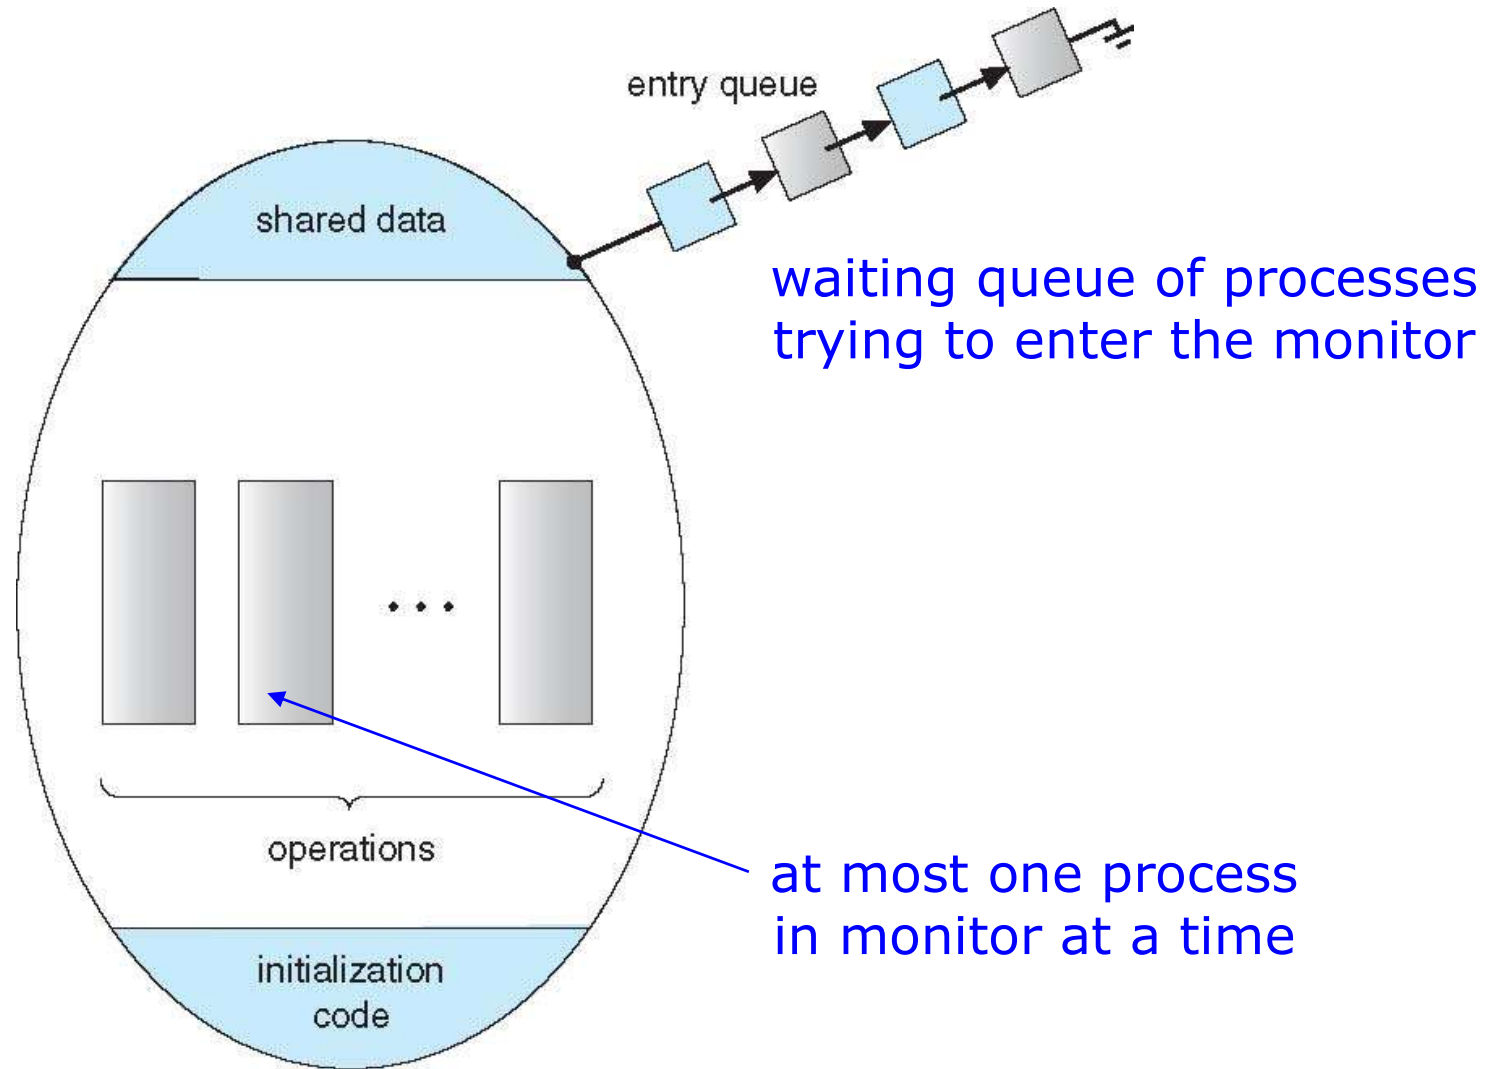 entry queue
shared data
waiting queue of processes
trying to enter the monitor
. . .
operations
at most one process
in monitor at a time
initialization
code